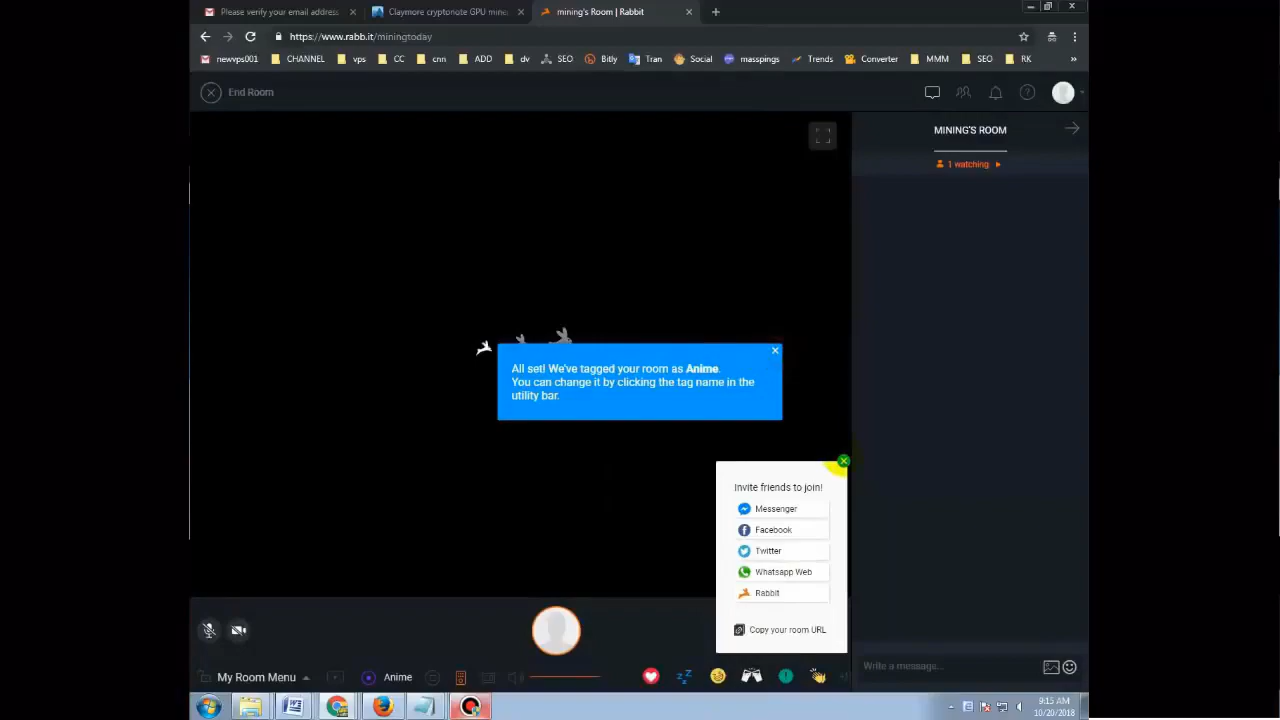 Please verify your email address
Claymore cryptonote GPU mine
mining's Room | Rabbit
https://www.rabb.it/miningtoday
newvps001
CHANNEL
vps
CC
cnn
ADD
dv
SEO
Bitly
Tran
Social
masspings
Trends
Converter
MMM
SEO
RK
End Room
MINING'S ROOM
1 watching
All set! We've tagged your room as Anime.
You can change it by clicking the tag name in the
utility bar.
Invite friends to join!
Messenger
Facebook
Twitter
Whatsapp Web
Rabbit
Copy your room URL
Write a message...
My Room Menu
Anime
9:15 AM
10/20/2018